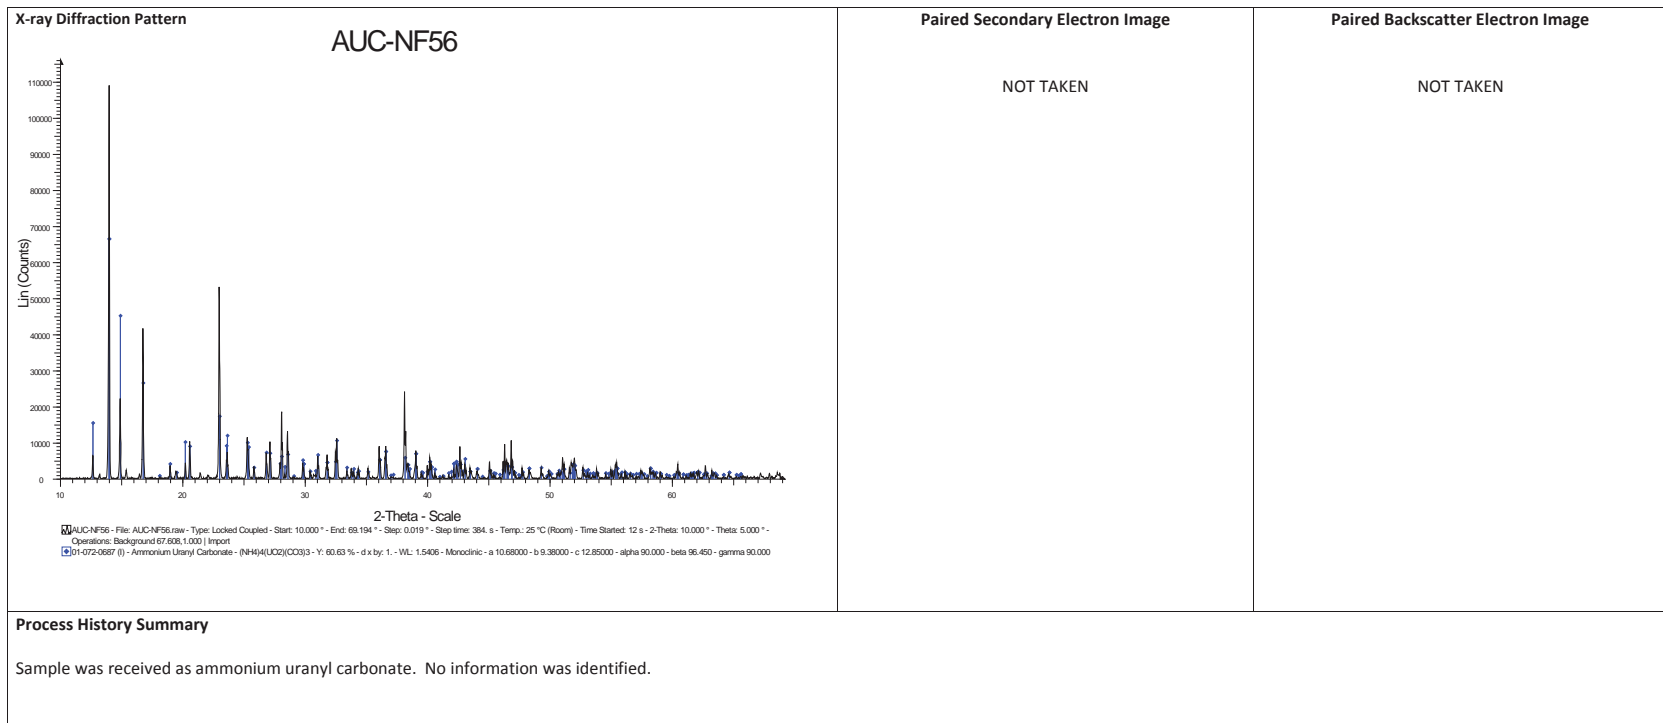 X-ray Diffraction Pattern
Paired Secondary Electron Image
Paired Backscatter Electron Image
AUC-NF56
NOT TAKEN
NOT TAKEN
Lin (Counts)
110000
100000
90000
80000
70000
60000
50000
40000
30000
20000
10000
0
10
20
30
40
50
60
2-Theta - Scale
AUC-NF56 - File: AUC-NF56.raw - Type: Locked Coupled - Start: 10.000 ° - End: 69.194 ° - Step: 0.019 ° - Step time: 384. s - Temp.: 25 °C (Room) - Time Started: 12 s - 2-Theta: 10.000 ° - Theta: 5.000 ° -
Operations: Background 67.608,1.000 | Import
01-072-0687 (I) - Ammonium Uranyl Carbonate - (NH4)4(UO2)(CO3)3 - Y: 60.63 % - d x by: 1. - WL: 1.5406 - Monoclinic - a 10.68000 - b 9.38000 - c 12.85000 - alpha 90.000 - beta 96.450 - gamma 90.000
Process History Summary
Sample was received as ammonium uranyl carbonate. No information was identified.